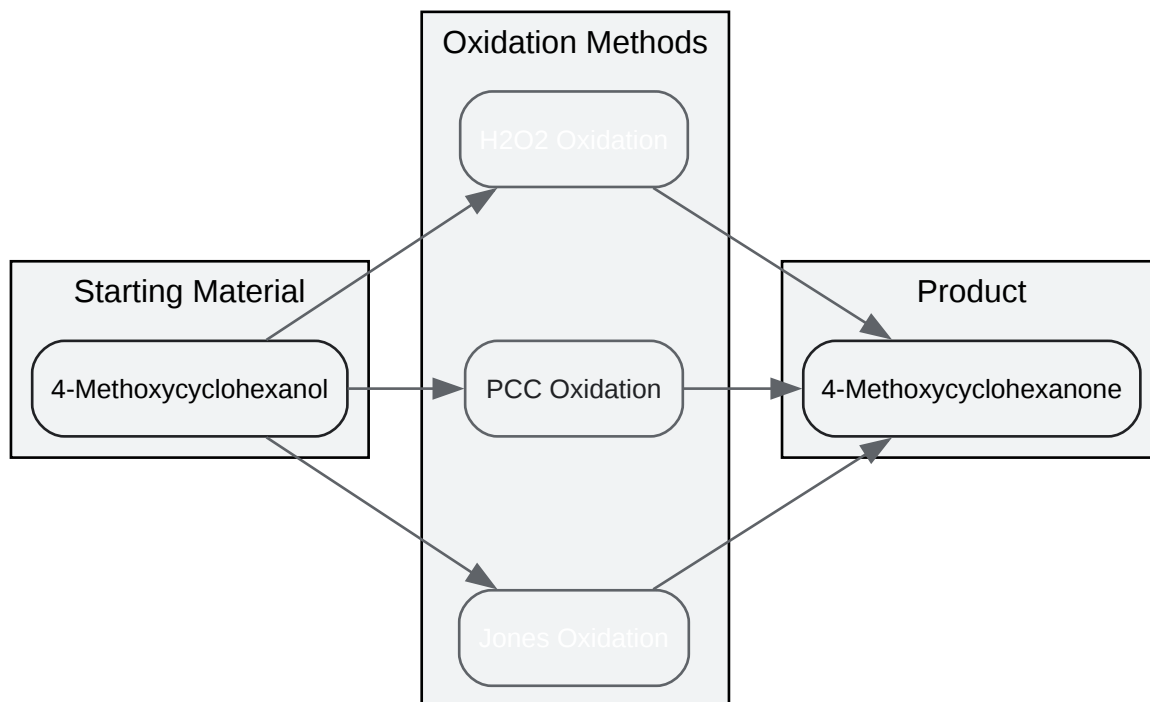 Oxidation Methods
H2O2 Oxidation
Starting Material
4-Methoxycyclohexanol
PCC Oxidation
Product
4-Methoxycyclohexanone
Jones Oxidation